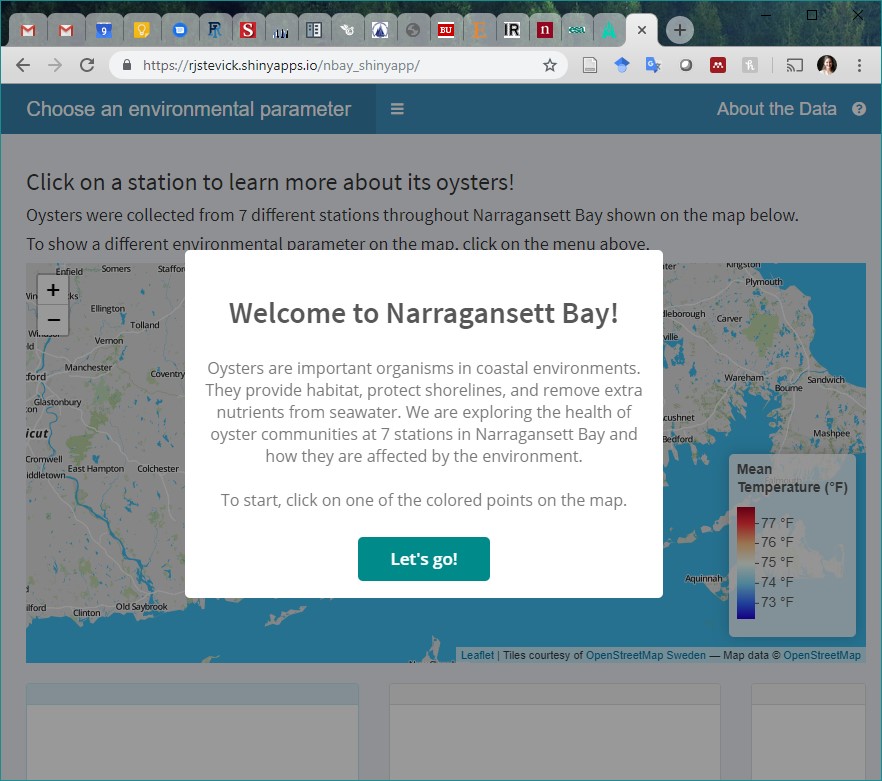 9
S
BU
E
IR
n
esa
https://rjstevick.shinyapps.io/nbay_shinyapp/
Choose an environmental parameter
About the Data
Click on a station to learn more about its oysters!
Oysters were collected from 7 different stations throughout Narragansett Bay shown on the map below.
To show a different environmental parameter on the map, click on the menu above.
Enfield
Somers
Kingston
+
−
Plymouth
Ellington
Tolland
Carver
Vernon
Manchester
Coventry
Wareham
Sandwich
Bourne
Glastonbury
Mashpee
Cromwell
East Hampton
Colchester
Aquinnah
Old Saybrook
Clinton
Welcome to Narragansett Bay!
Oysters are important organisms in coastal environments.
They provide habitat, protect shorelines, and remove extra
nutrients from seawater. We are exploring the health of
oyster communities at 7 stations in Narragansett Bay and
how they are affected by the environment.
To start, click on one of the colored points on the map.
Let's go!
Mean
Temperature (°F)
77 °F
76 °F
75 °F
74 °F
73 °F
Leaflet | Tiles courtesy of OpenStreetMap Sweden — Map data © OpenStreetMap